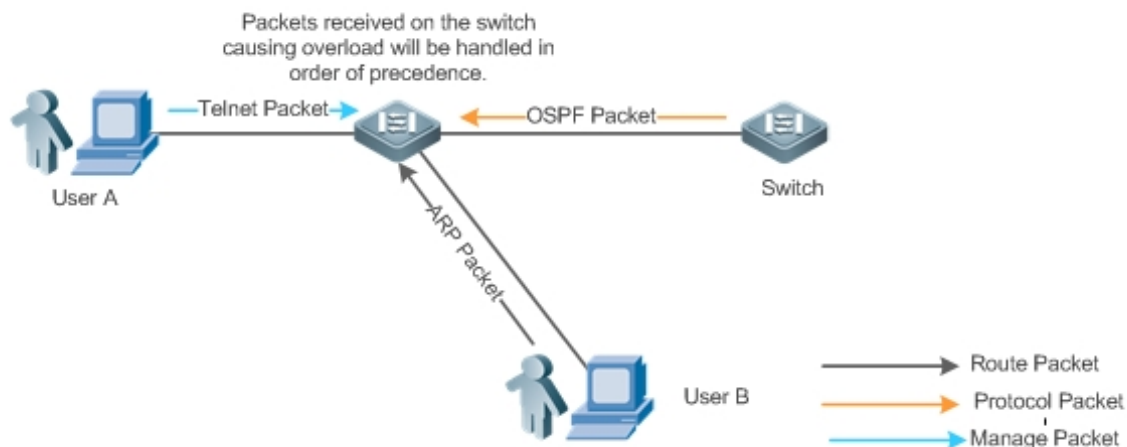 Packets received on the switch
causing overload will be handled in
order of precedence.
Telnet Packet
OSPF Packet
User A
Switch
ARP Packet
User B
Route Packet
Protocol Packet
Manage Packet